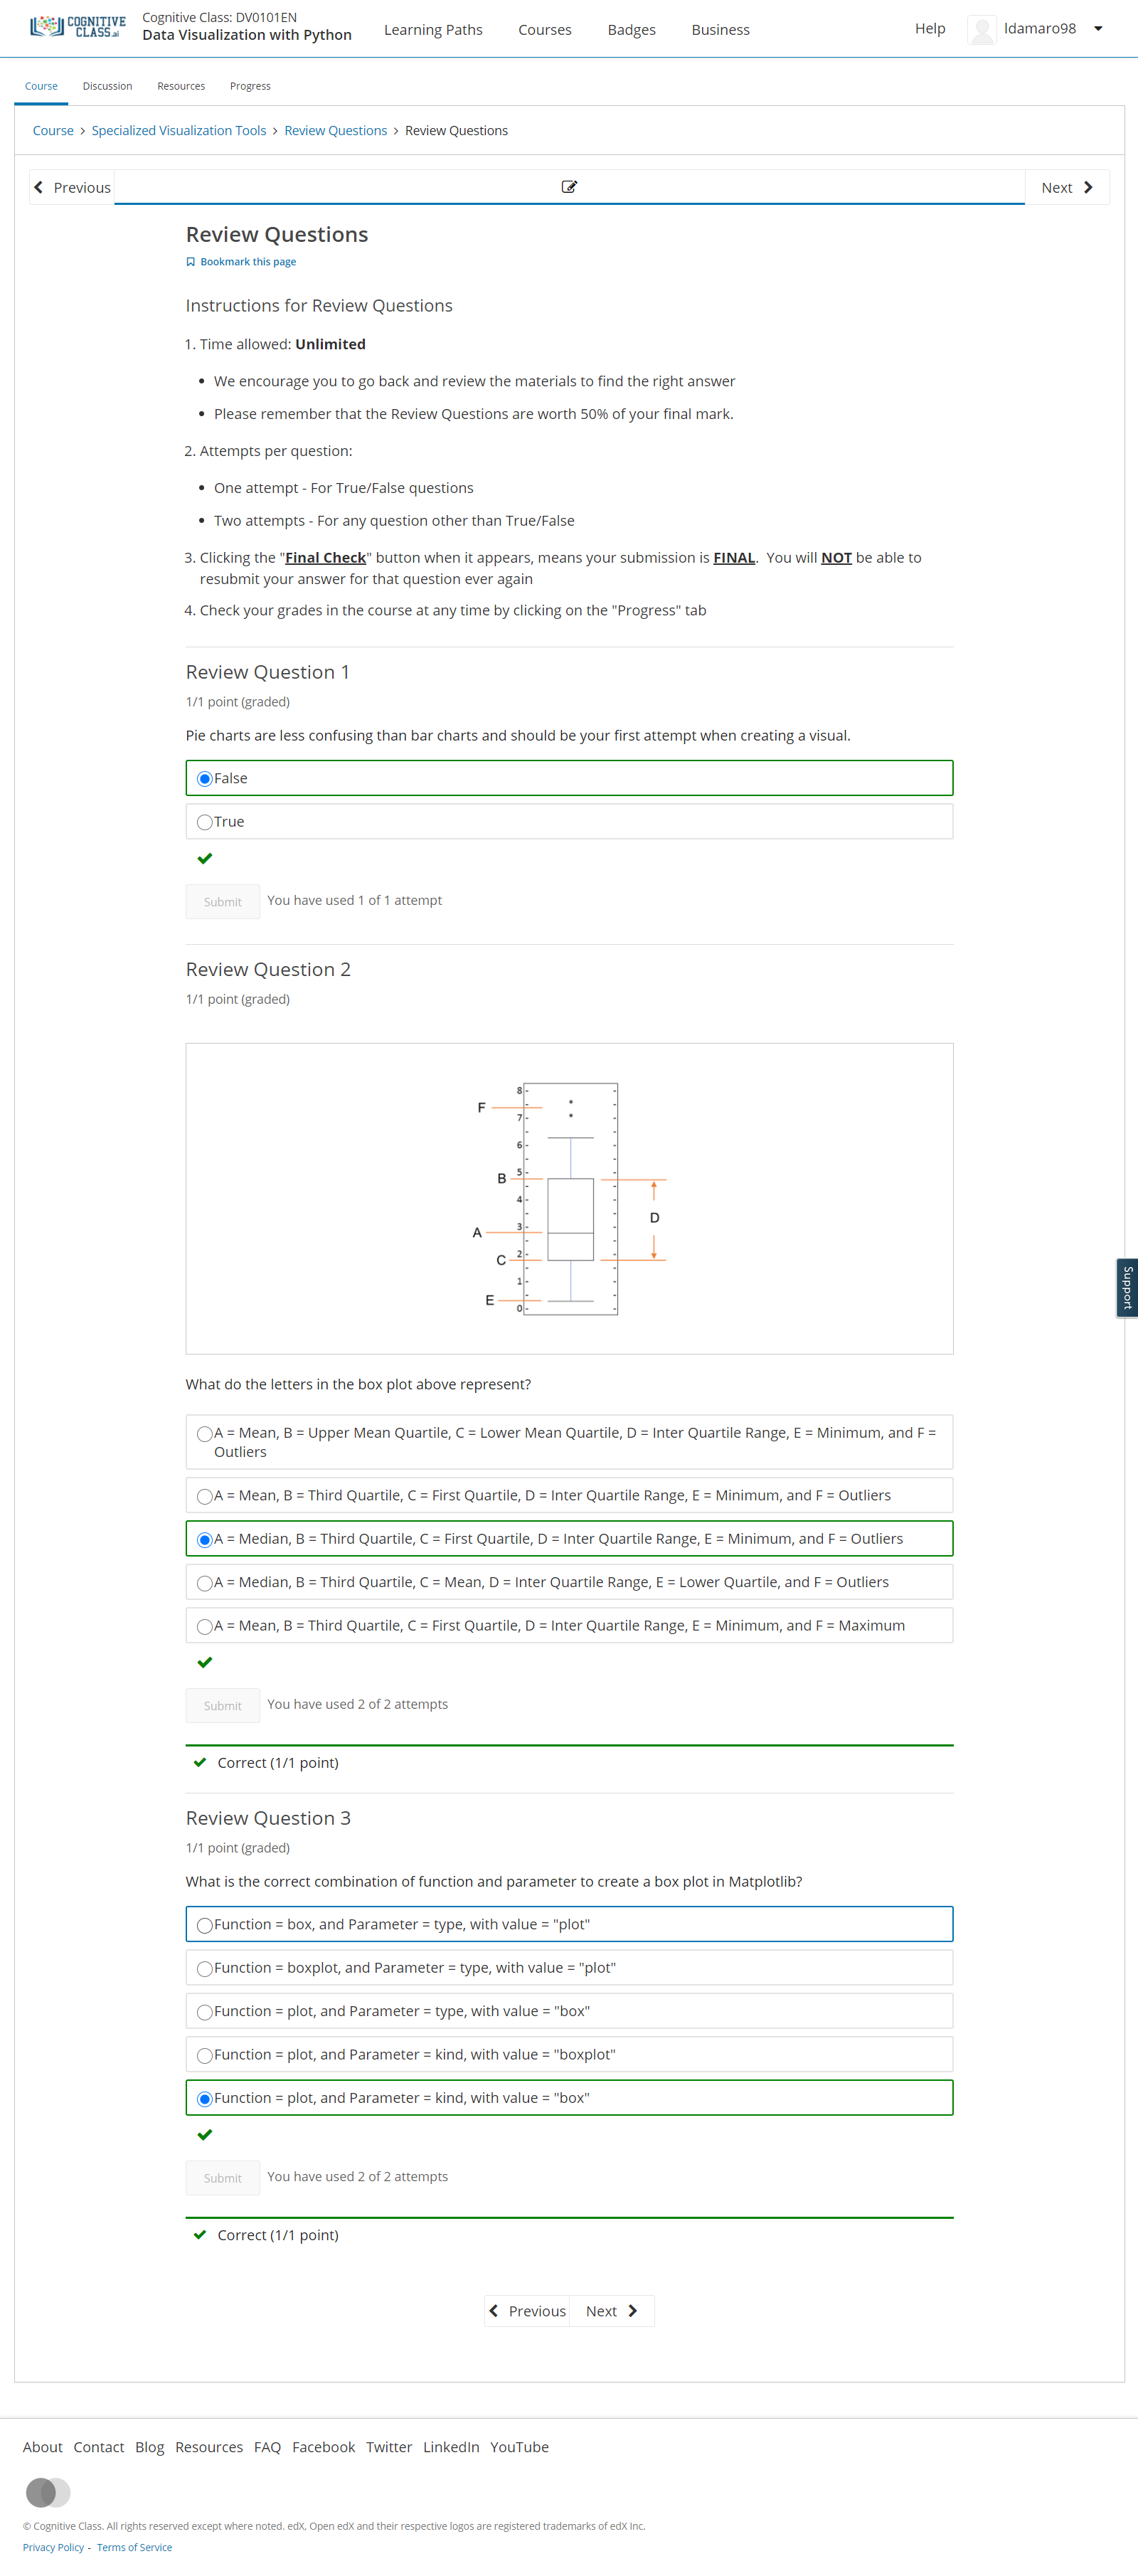 COGNITIVE
CLASS.ai
Cognitive Class: DV0101EN
Data Visualization with Python
Learning Paths
Courses
Badges
Business
Help
ldamaro98
Course
Discussion
Resources
Progress
Course > Specialized Visualization Tools > Review Questions > Review Questions
Previous
Next
Review Questions
Bookmark this page
Instructions for Review Questions
1. Time allowed: Unlimited
• We encourage you to go back and review the materials to find the right answer
• Please remember that the Review Questions are worth 50% of your final mark.
2. Attempts per question:
• One attempt - For True/False questions
• Two attempts - For any question other than True/False
3. Clicking the "Final Check" button when it appears, means your submission is FINAL. You will NOT be able to
resubmit your answer for that question ever again
4. Check your grades in the course at any time by clicking on the "Progress" tab
Review Question 1
1/1 point (graded)
Pie charts are less confusing than bar charts and should be your first attempt when creating a visual.
False
True
Submit
You have used 1 of 1 attempt
Review Question 2
1/1 point (graded)
8
F
7
6
5
B
4
D
3
A
2
C
1
E
0
Support
What do the letters in the box plot above represent?
A = Mean, B = Upper Mean Quartile, C = Lower Mean Quartile, D = Inter Quartile Range, E = Minimum, and F =
Outliers
A = Mean, B = Third Quartile, C = First Quartile, D = Inter Quartile Range, E = Minimum, and F = Outliers
A = Median, B = Third Quartile, C = First Quartile, D = Inter Quartile Range, E = Minimum, and F = Outliers
A = Median, B = Third Quartile, C = Mean, D = Inter Quartile Range, E = Lower Quartile, and F = Outliers
A = Mean, B = Third Quartile, C = First Quartile, D = Inter Quartile Range, E = Minimum, and F = Maximum
Submit
You have used 2 of 2 attempts
Correct (1/1 point)
Review Question 3
1/1 point (graded)
What is the correct combination of function and parameter to create a box plot in Matplotlib?
Function = box, and Parameter = type, with value = "plot"
Function = boxplot, and Parameter = type, with value = "plot"
Function = plot, and Parameter = type, with value = "box"
Function = plot, and Parameter = kind, with value = "boxplot"
Function = plot, and Parameter = kind, with value = "box"
Submit
You have used 2 of 2 attempts
Correct (1/1 point)
Previous
Next
About Contact Blog Resources FAQ Facebook Twitter LinkedIn YouTube
© Cognitive Class. All rights reserved except where noted. edX, Open edX and their respective logos are registered trademarks of edX Inc.
Privacy Policy - Terms of Service